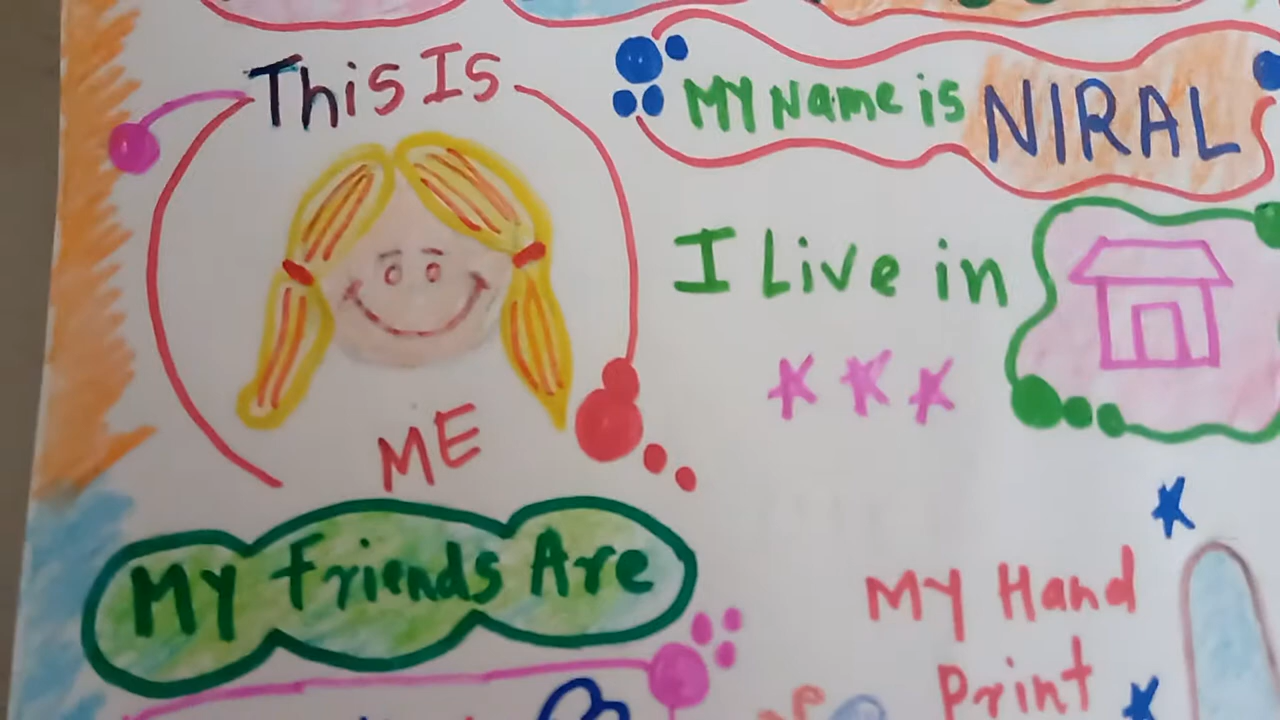 This Is
ME
MY Name is NIRAL
I Live in
My Friends Are
My Hand
Print